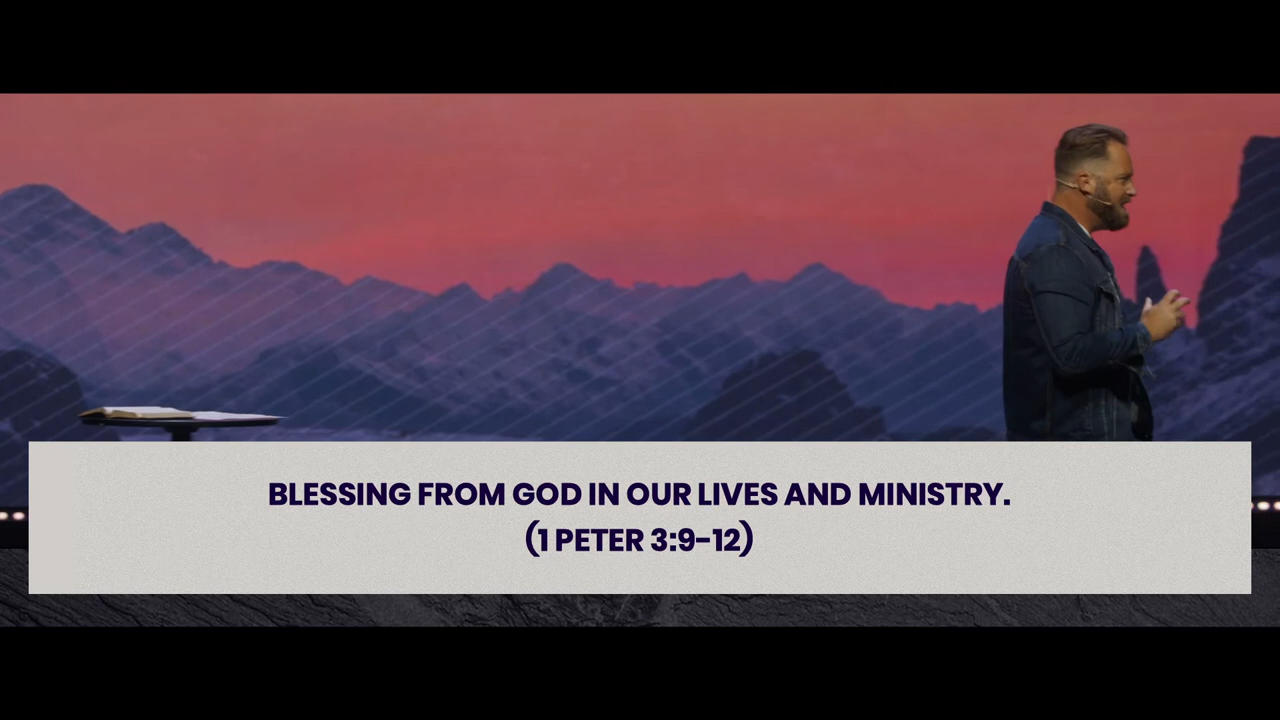 BLESSING FROM GOD IN OUR LIVES AND MINISTRY.
(1 PETER 3:9-12)